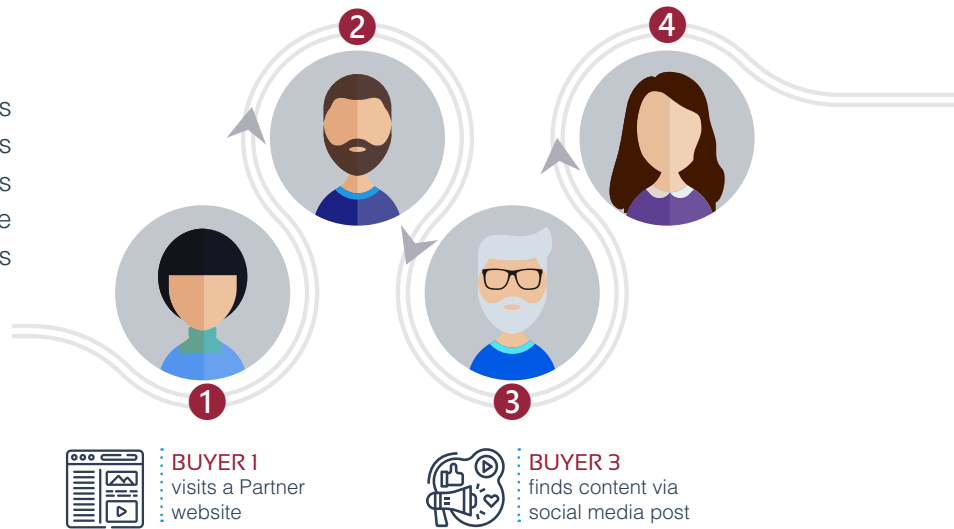 2
4
s
s
s
e
s
1
3
BUYER 1
visits a Partner
website
BUYER 3
finds content via
social media post